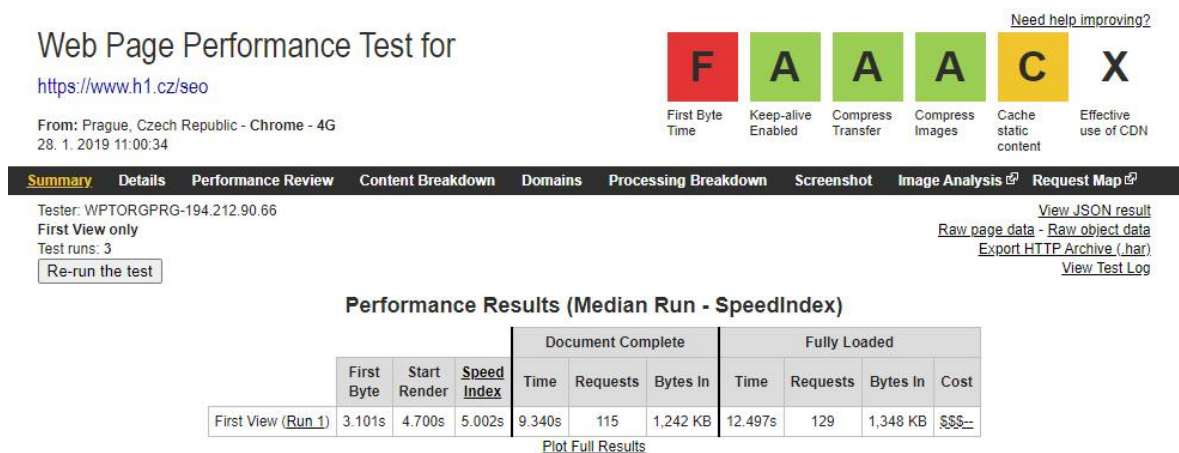 Need help improving?
Web Page Performance Test for
https://www.h1.cz/seo
From: Prague, Czech Republic - Chrome - 4G
28. 1. 2019 11:00:34
F A A A C X
First Byte Time
Keep-alive Enabled
Compress Transfer
Compress Images
Cache static content
Effective use of CDN
Summary Details Performance Review Content Breakdown Domains Processing Breakdown Screenshot Image Analysis Request Map
Tester: WPTORGPRG-194.212.90.66
First View only
Test runs: 3
Re-run the test
View JSON result
Raw page data - Raw object data
Export HTTP Archive (.har)
View Test Log
Performance Results (Median Run - SpeedIndex)
Document Complete Fully Loaded
First Byte Start Render Speed Index Time Requests Bytes In Time Requests Bytes In Cost
First View (Run 1) 3.101s 4.700s 5.002s 9.340s 115 1,242 KB 12.497s 129 1,348 KB $$$--
Plot Full Results